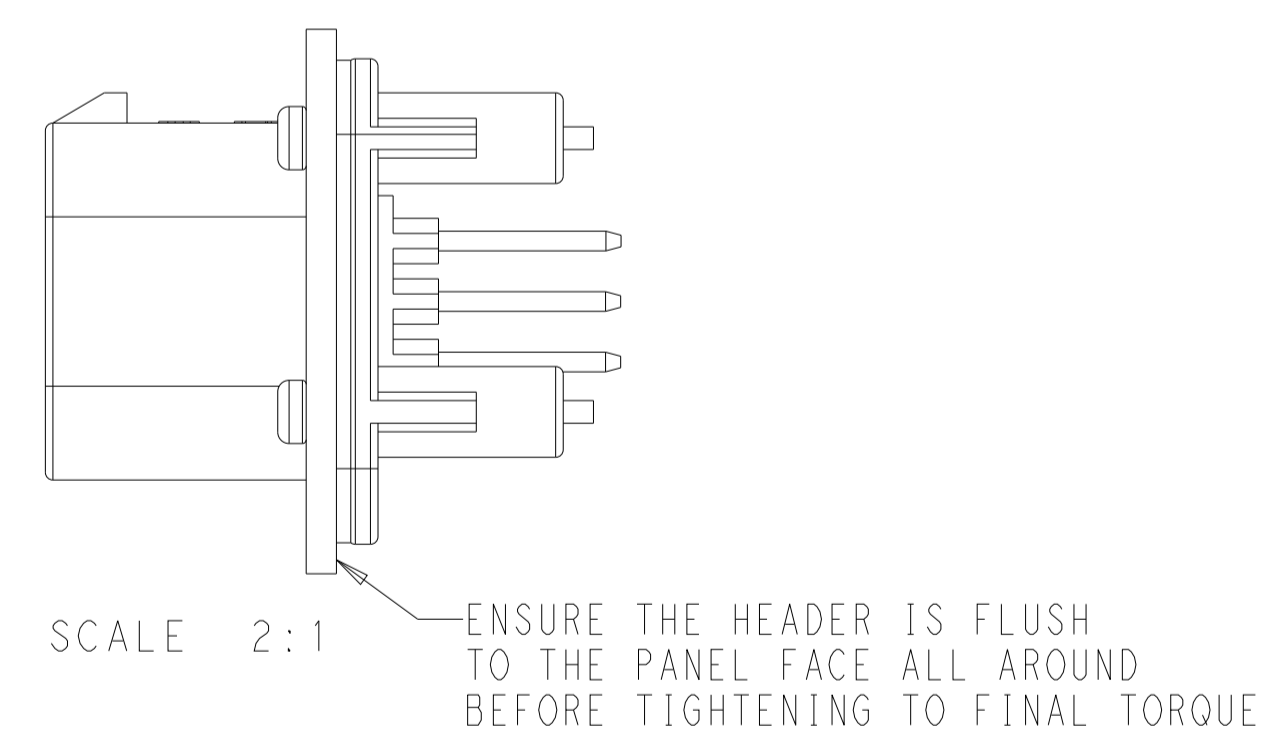 SCALE 2:1
ENSURE THE HEADER IS FLUSH
TO THE PANEL FACE ALL AROUND
BEFORE TIGHTENING TO FINAL TORQUE